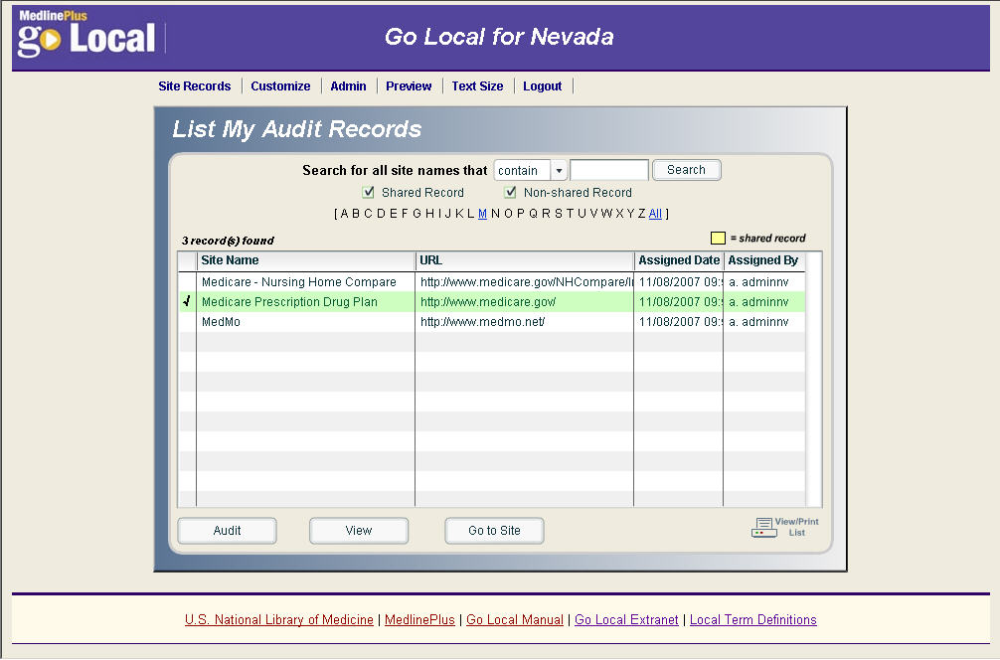 MedlinePlus
go Local
Go Local for Nevada
Site Records | Customize | Admin | Preview | Text Size | Logout |
List My Audit Records
Search for all site names that contain Search
Shared Record Non-shared Record
[ A B C D E F G H I J K L M N O P Q R S T U V W X Y Z All ]
3 record(s) found = shared record
Site Name URL Assigned Date Assigned By
Medicare - Nursing Home Compare http://www.medicare.gov/NHCompare/I 11/08/2007 09: a. adminnv
Medicare Prescription Drug Plan http://www.medicare.gov/ 11/08/2007 09: a. adminnv
MedMo http://www.medmo.net/ 11/08/2007 09: a. adminnv
Audit View Go to Site View/Print
List
U.S. National Library of Medicine | MedlinePlus | Go Local Manual | Go Local Extranet | Local Term Definitions